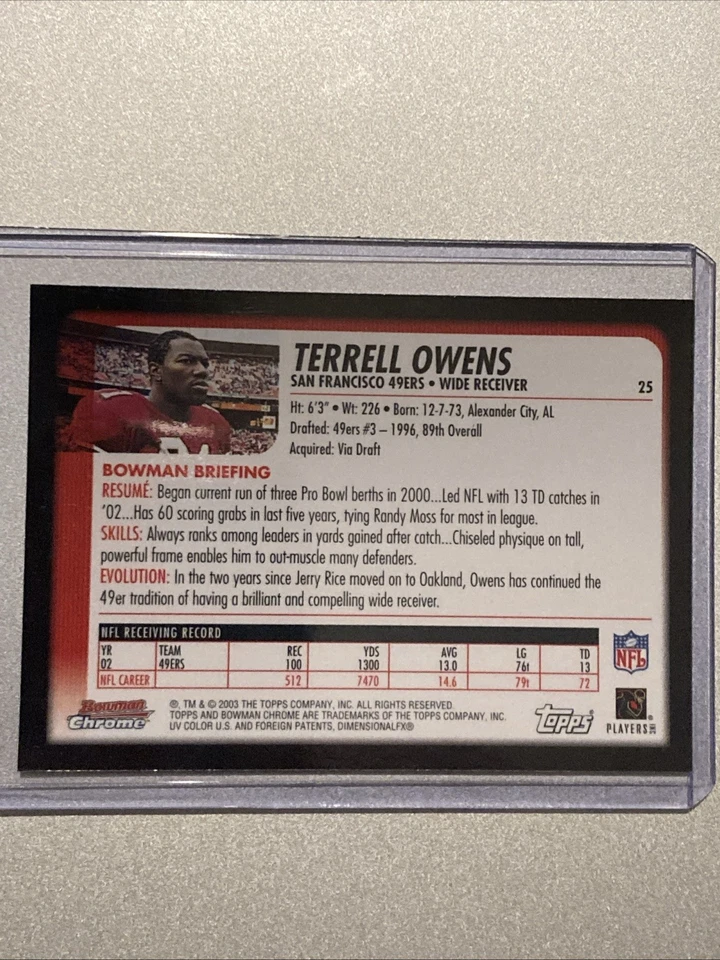 TERRELL OWENS
SAN FRANCISCO 49ERS • WIDE RECEIVER
25
Ht: 6'3" • Wt: 226 • Born: 12-7-73, Alexander City, AL
Drafted: 49ers #3 – 1996, 89th Overall
Acquired: Via Draft
BOWMAN BRIEFING
RESUMÉ: Began current run of three Pro Bowl berths in 2000...Led NFL with 13 TD catches in
'02...Has 60 scoring grabs in last five years, tying Randy Moss for most in league.
SKILLS: Always ranks among leaders in yards gained after catch...Chiseled physique on tall,
powerful frame enables him to out-muscle many defenders.
EVOLUTION: In the two years since Jerry Rice moved on to Oakland, Owens has continued the
49er tradition of having a brilliant and compelling wide receiver.
NFL RECEIVING RECORD
YR TEAM REC YDS AVG LG TD
02 49ERS 100 1300 13.0 76t 13
NFL CAREER 512 7470 14.6 79t 72
NFL
Bowman
Chrome
®, TM & © 2003 THE TOPPS COMPANY, INC. ALL RIGHTS RESERVED.
TOPPS AND BOWMAN CHROME ARE TRADEMARKS OF THE TOPPS COMPANY, INC.
UV COLOR U.S. AND FOREIGN PATENTS, DIMENSIONALFX®
Topps
PLAYERS